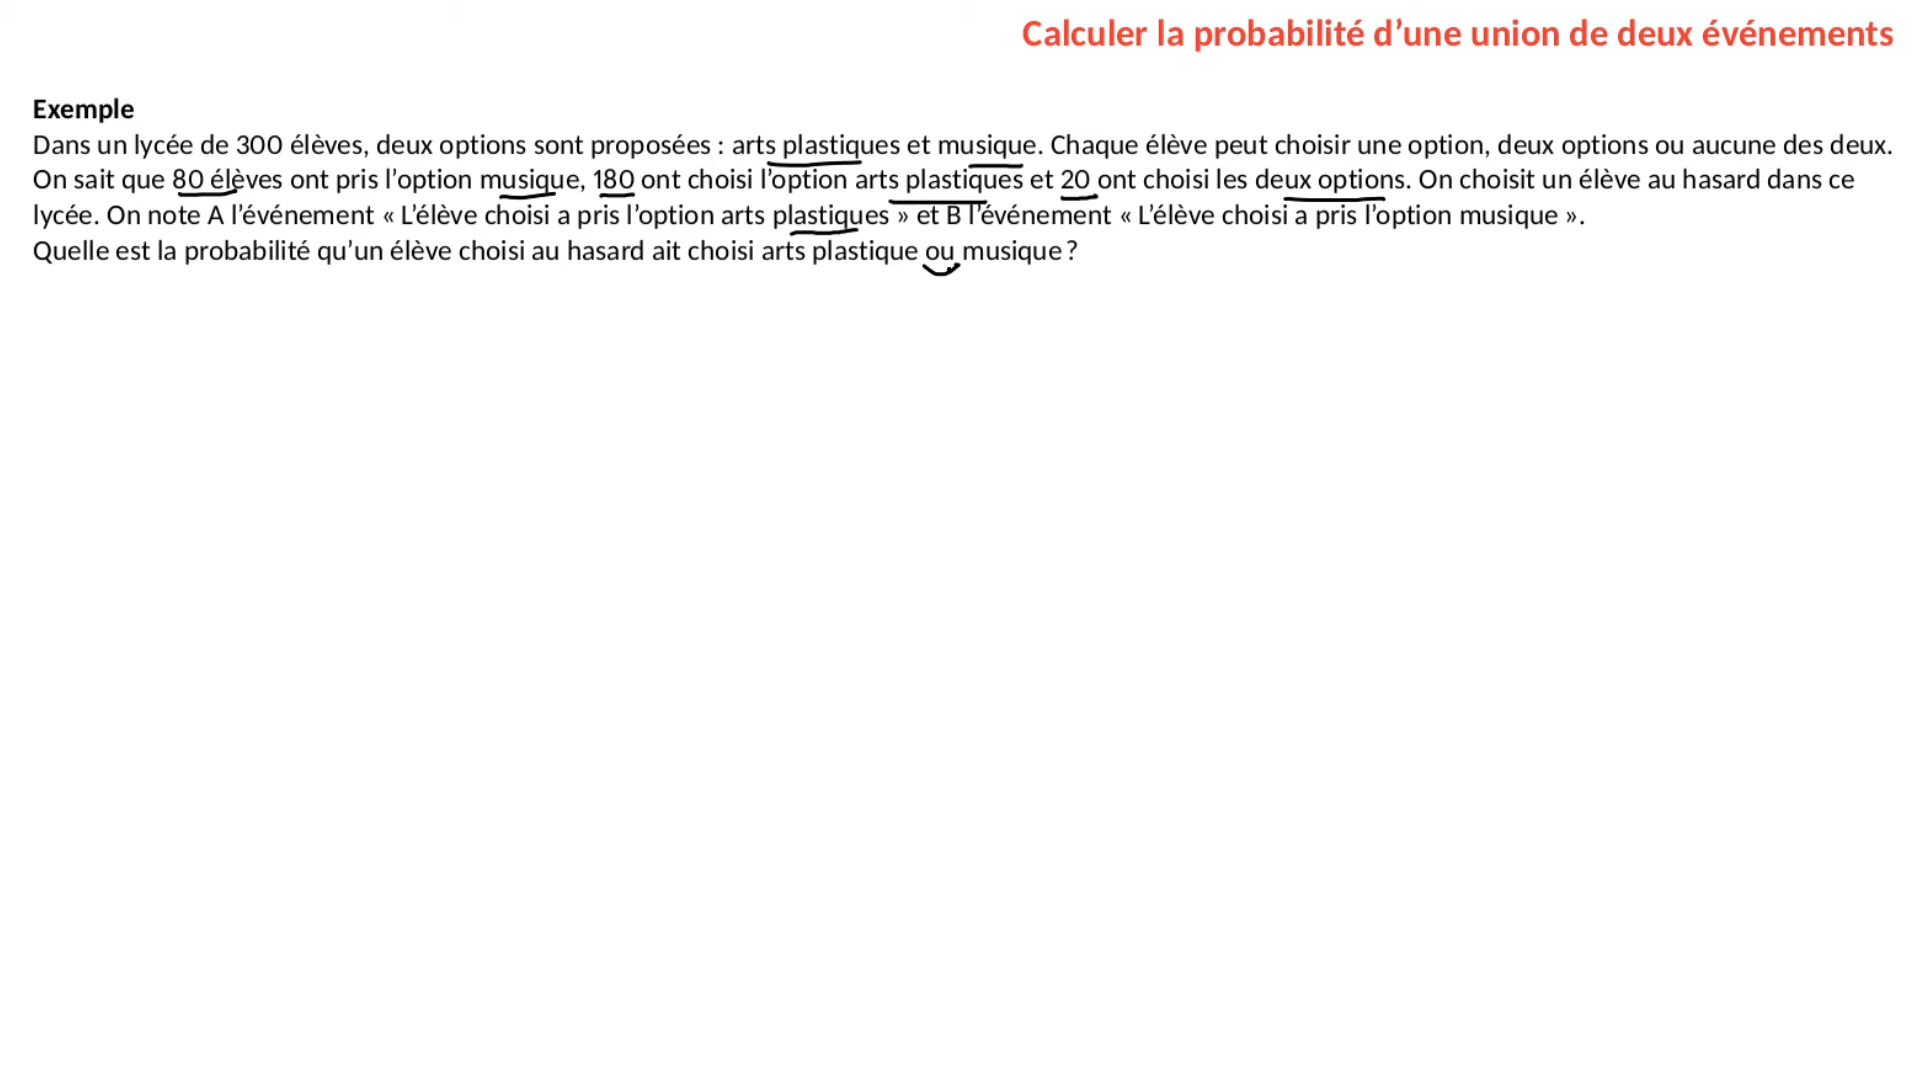 Calculer la probabilité d’une union de deux événements
Exemple
Dans un lycée de 300 élèves, deux options sont proposées : arts plastiques et musique. Chaque élève peut choisir une option, deux options ou aucune des deux.
On sait que 80 élèves ont pris l’option musique, 180 ont choisi l’option arts plastiques et 20 ont choisi les deux options. On choisit un élève au hasard dans ce
lycée. On note A l’événement « L’élève choisi a pris l’option arts plastiques » et B l’événement « L’élève choisi a pris l’option musique ».
Quelle est la probabilité qu’un élève choisi au hasard ait choisi arts plastique ou musique ?